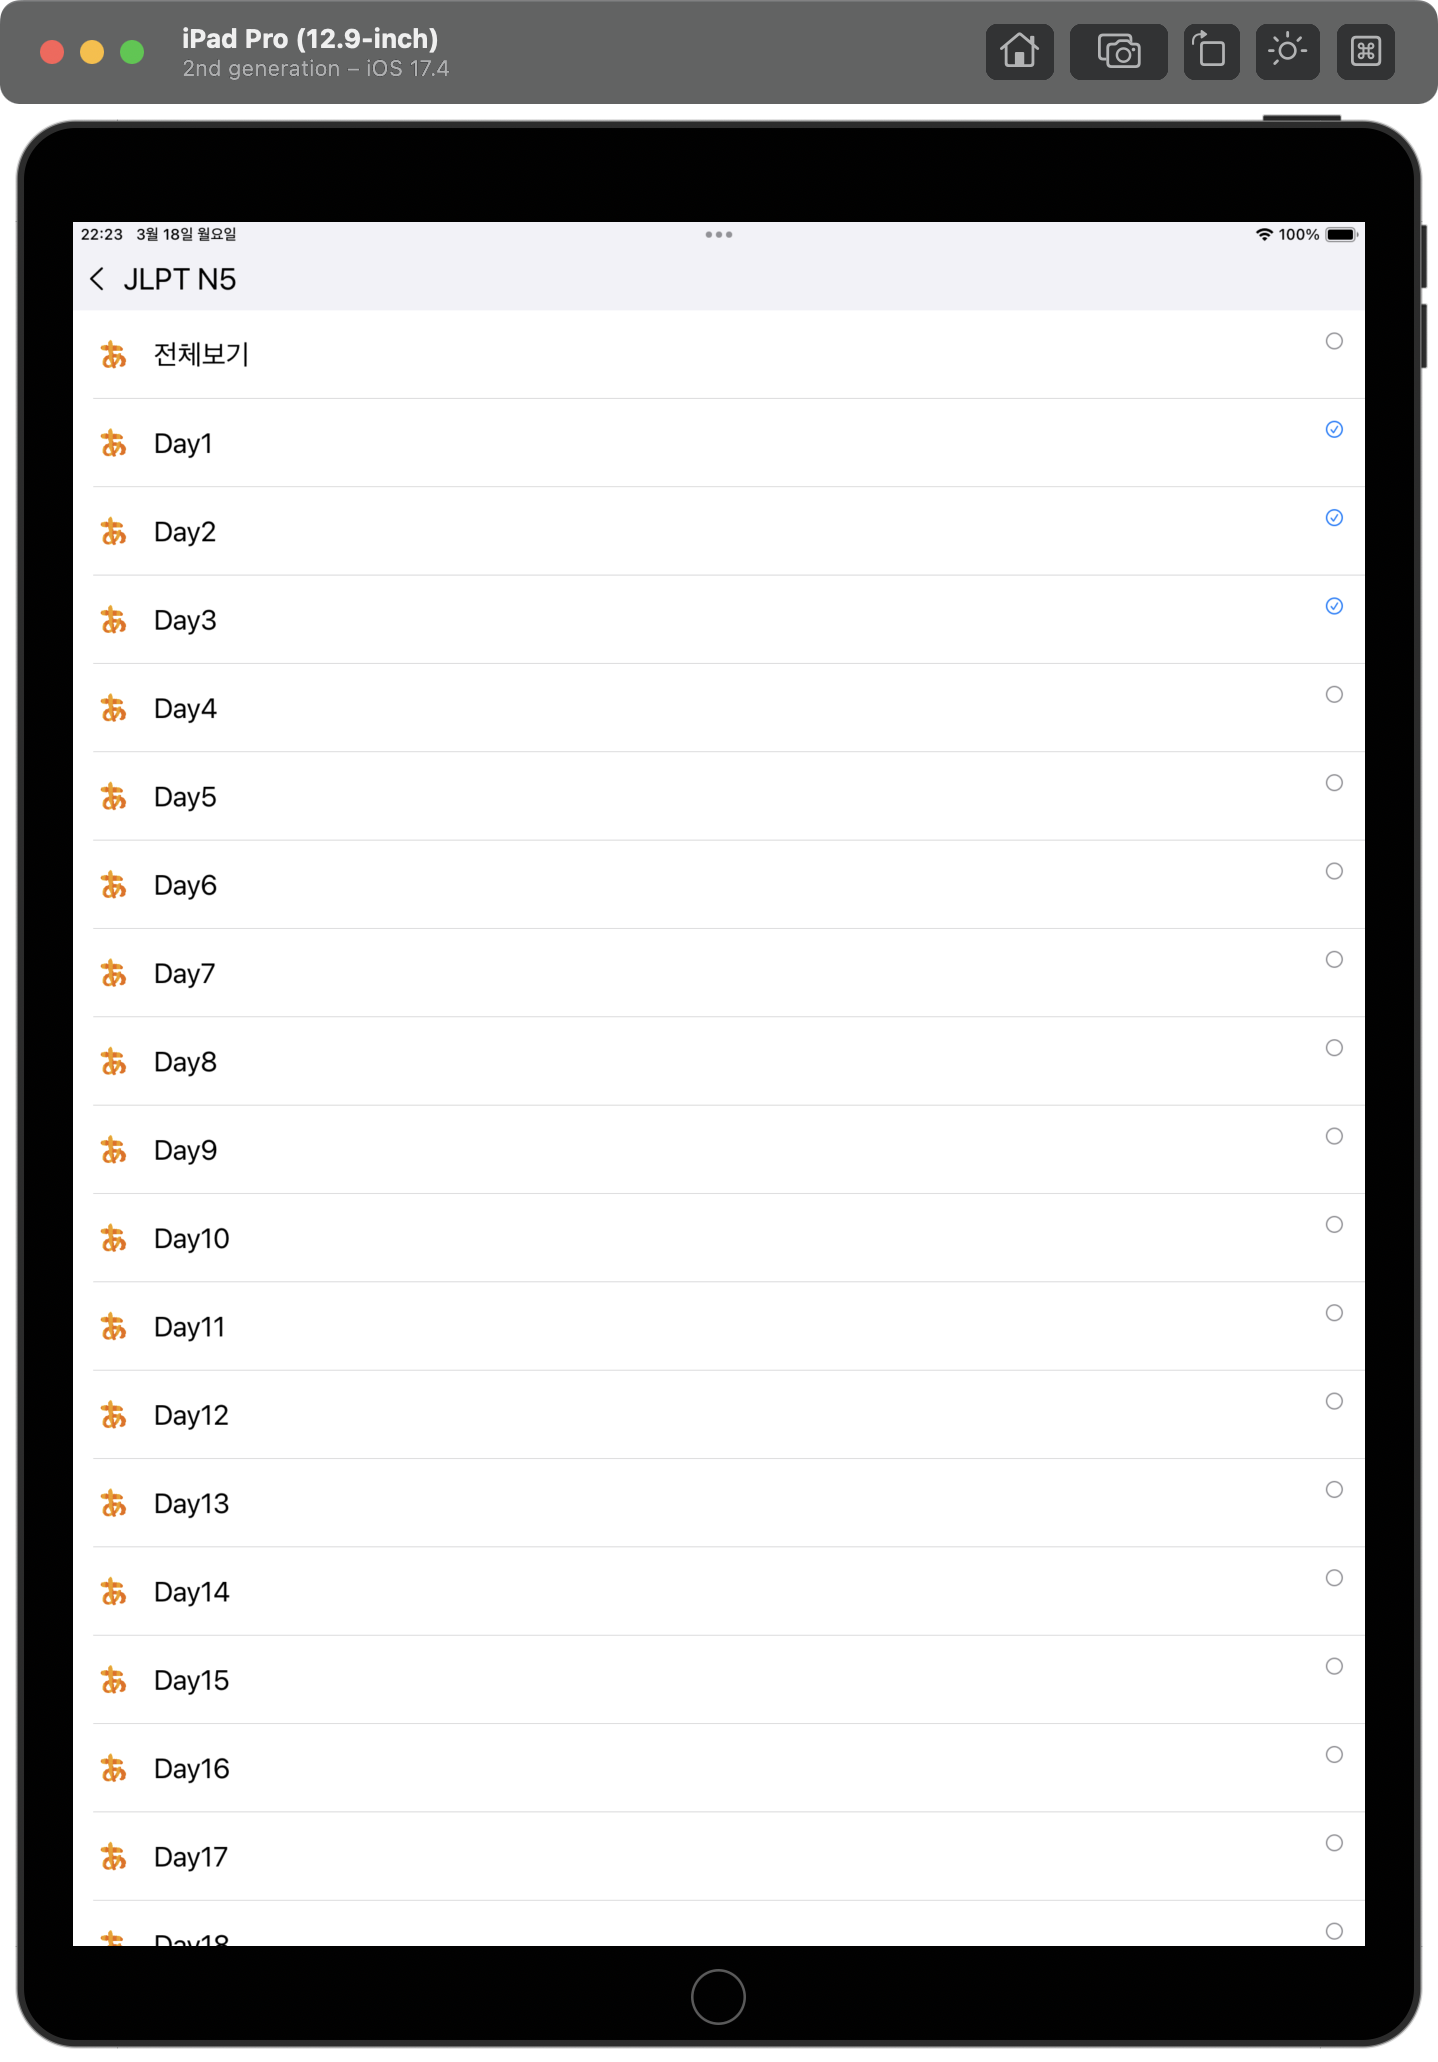 iPad Pro (12.9-inch)
2nd generation – iOS 17.4
22:23 3월 18일 월요일
100%
JLPT N5
あ 전체보기
あ Day1
あ Day2
あ Day3
あ Day4
あ Day5
あ Day6
あ Day7
あ Day8
あ Day9
あ Day10
あ Day11
あ Day12
あ Day13
あ Day14
あ Day15
あ Day16
あ Day17
あ Day18